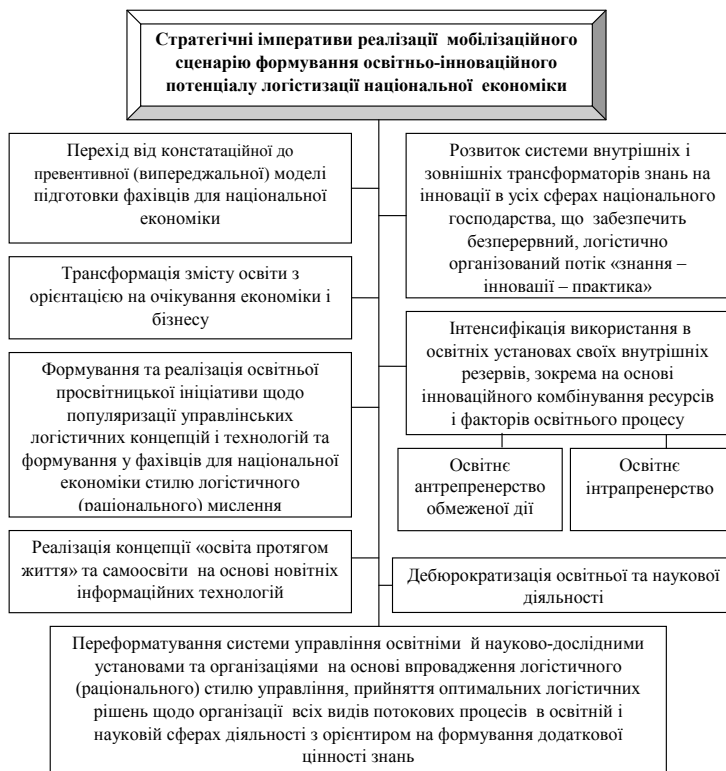 Стратегічні імперативи реалізації мобілізаційного
сценарію формування освітньо-інноваційного
потенціалу логістизації національної економіки
Перехід від констатаційної до
превентивної (випереджальної) моделі
підготовки фахівців для національної
економіки
Трансформація змісту освіти з
орієнтацією на очікування економіки і
бізнесу
Формування та реалізація освітньої
просвітницької ініціативи щодо
популяризації управлінських
логістичних концепцій і технологій та
формування у фахівців для національної
економіки стилю логістичного
(раціонального) мислення
Реалізація концепції «освіта протягом
життя» та самоосвіти на основі новітніх
інформаційних технологій
Розвиток системи внутрішніх і
зовнішніх трансформаторів знань на
інновації в усіх сферах національного
господарства, що забезпечить
безперервний, логістично
організований потік «знання –
інновації – практика»
Інтенсифікація використання в
освітніх установах своїх внутрішніх
резервів, зокрема на основі
інноваційного комбінування ресурсів
і факторів освітнього процесу
Освітнє
антрепренерство
обмеженої дії
Освітнє
інтрапренерство
Дебюрократизація освітньої та наукової
діяльності
Переформатування системи управління освітніми й науково-дослідними
установами та організаціями на основі впровадження логістичного
(раціонального) стилю управління, прийняття оптимальних логістичних
рішень щодо організації всіх видів потокових процесів в освітній і
науковій сферах діяльності з орієнтиром на формування додаткової
цінності знань